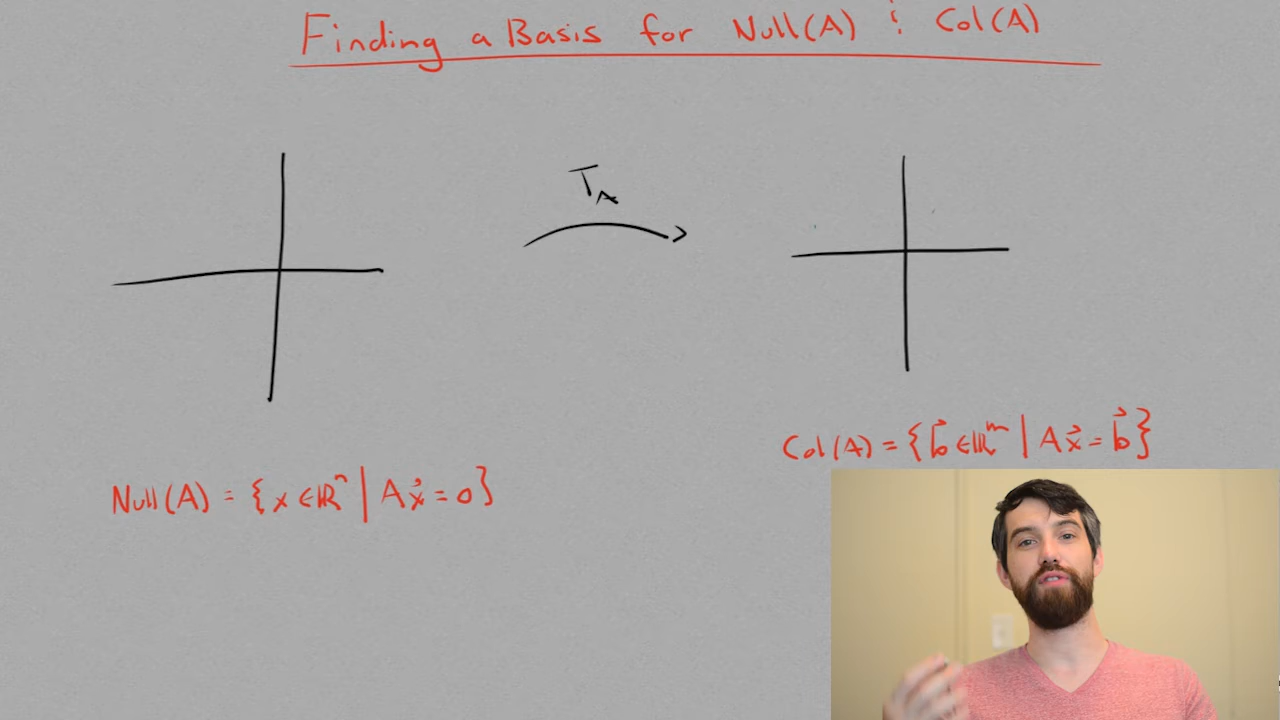 Finding a Basis for Null(A) & Col(A)
T_A
Col(A) = {b⃗ ∈ ℝ^m | Ax⃗ = b⃗}
Null(A) = {x ∈ ℝ^n | Ax⃗ = 0}